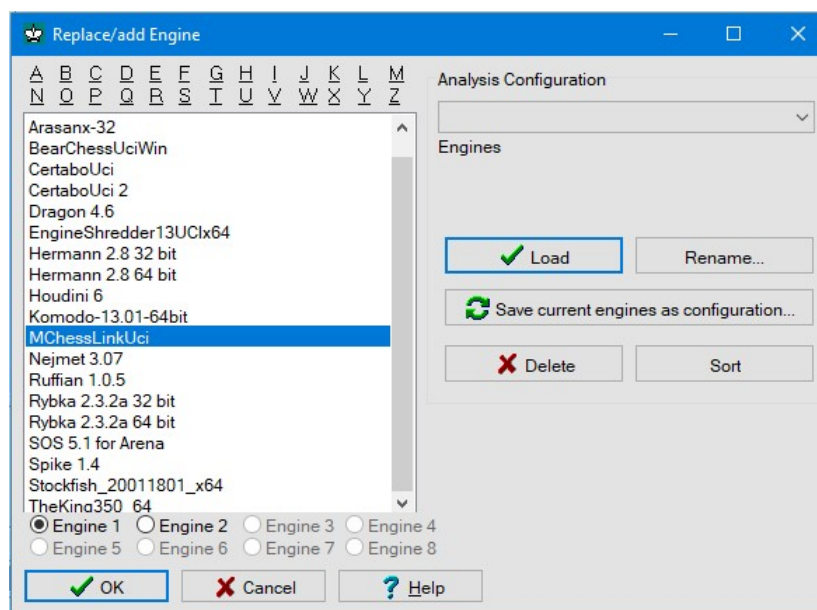 Replace/add Engine
A B C D E F G H I J K L M
N O P Q R S T U V W X Y Z
Analysis Configuration
Engines
Arasanx-32
BearChessUciWin
CertaboUci
CertaboUci 2
Dragon 4.6
EngineShredder13UCIx64
Hermann 2.8 32 bit
Hermann 2.8 64 bit
Houdini 6
Komodo-13.01-64bit
MChessLinkUci
Nejmet 3.07
Ruffian 1.0.5
Rybka 2.3.2a 32 bit
Rybka 2.3.2a 64 bit
SOS 5.1 for Arena
Spike 1.4
Stockfish_20011801_x64
TheKing350_64
Load Rename...
Save current engines as configuration...
Delete Sort
Engine 1 Engine 2 Engine 3 Engine 4
Engine 5 Engine 6 Engine 7 Engine 8
OK Cancel Help